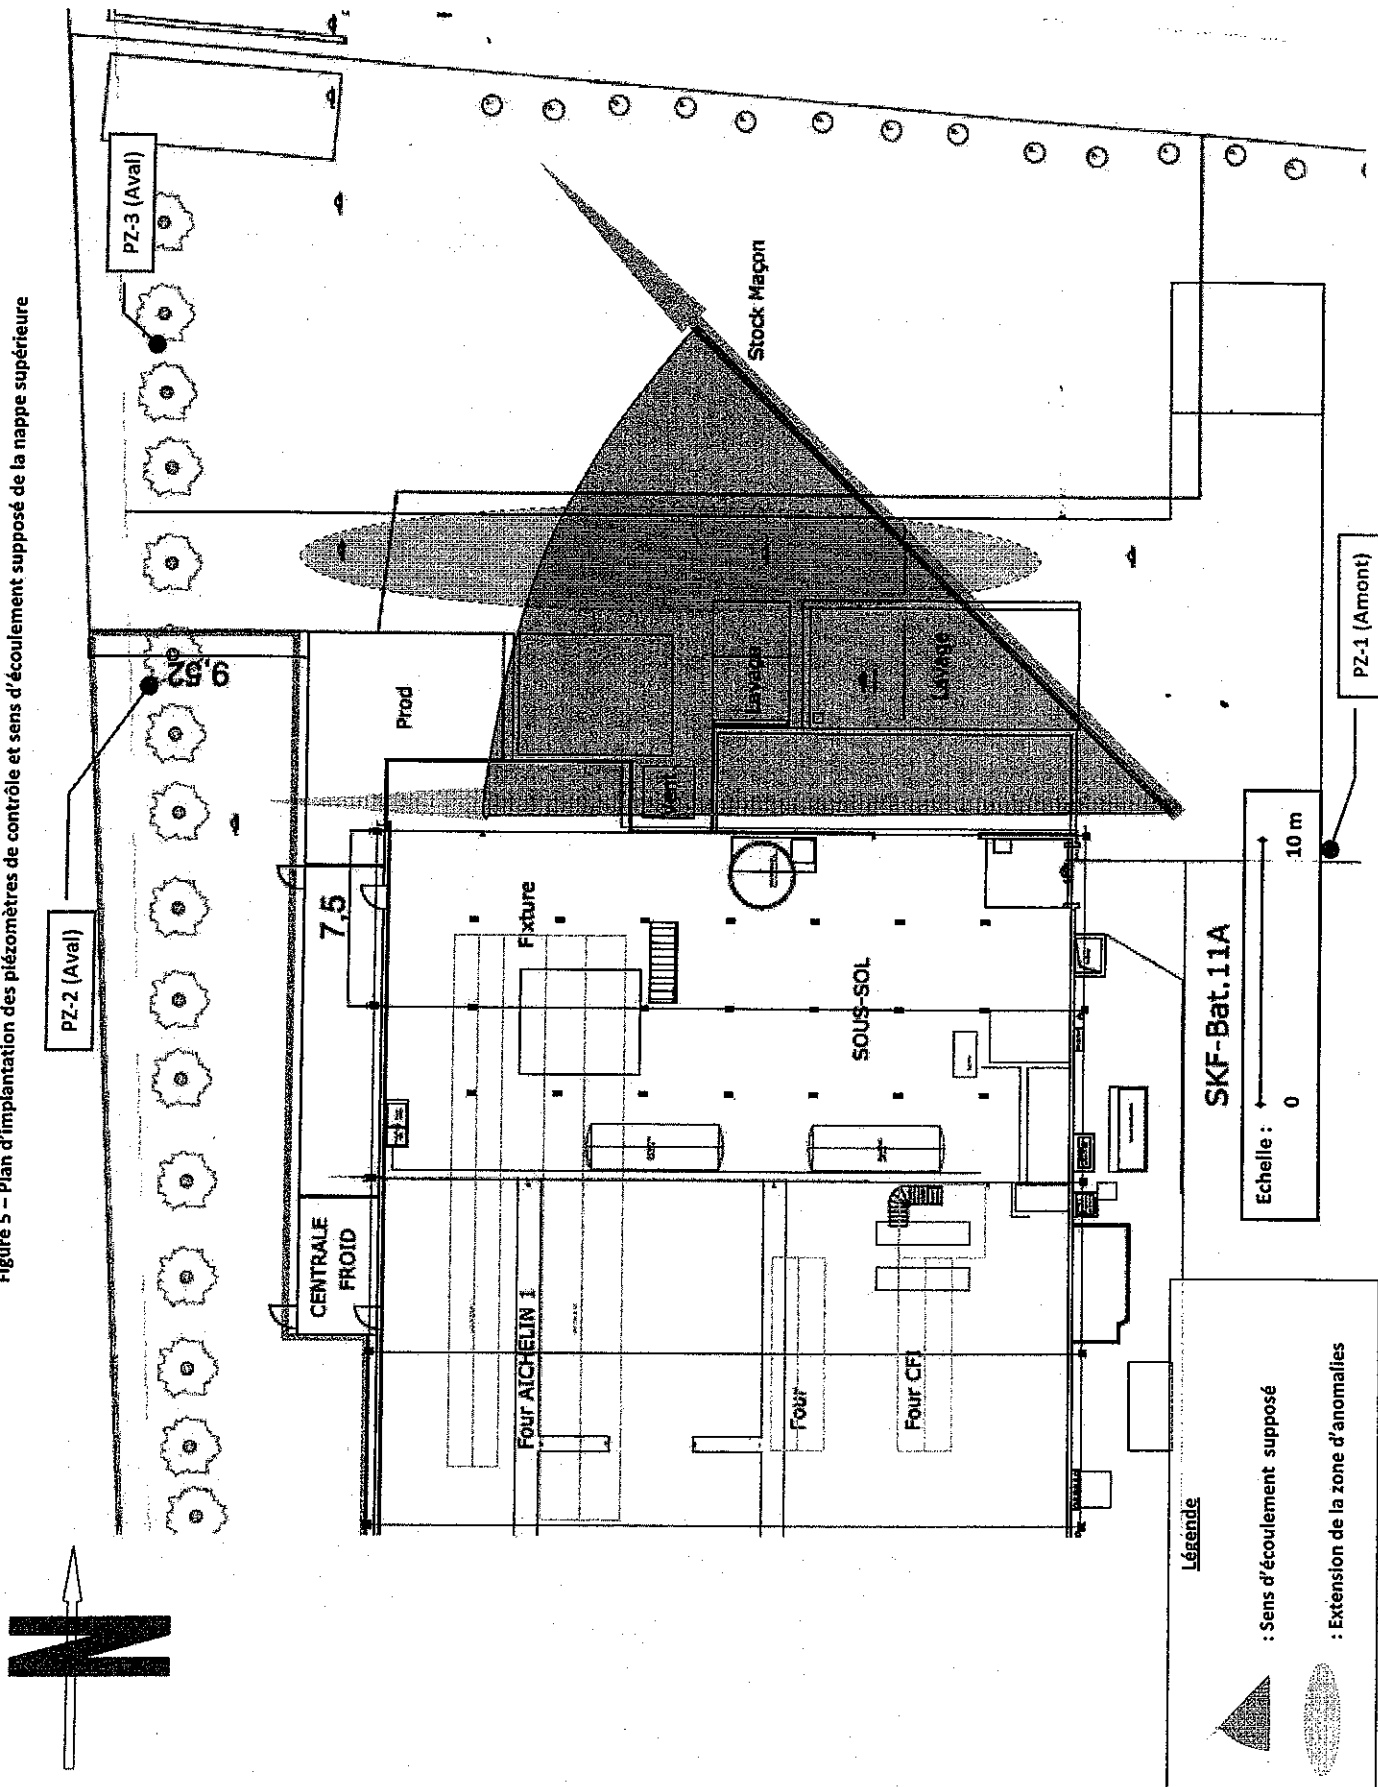 Figure 5 – Plan d'implantation des piézomètres de contrôle et sens d'écoulement supposé de la nappe supérieure
N
PZ-2 (Aval)
PZ-3 (Aval)
9,52
CENTRALE
FROID
7,5
Prod
Fixture
Vent
Lavage
Lavage
Stock Maçon
Four AICHELIN 1
Four
Four CFI
SOUS-SOL
SKF-Bat.11A
Echelle :
0
10 m
PZ-1 (Amont)
Légende
: Sens d'écoulement supposé
: Extension de la zone d'anomalies